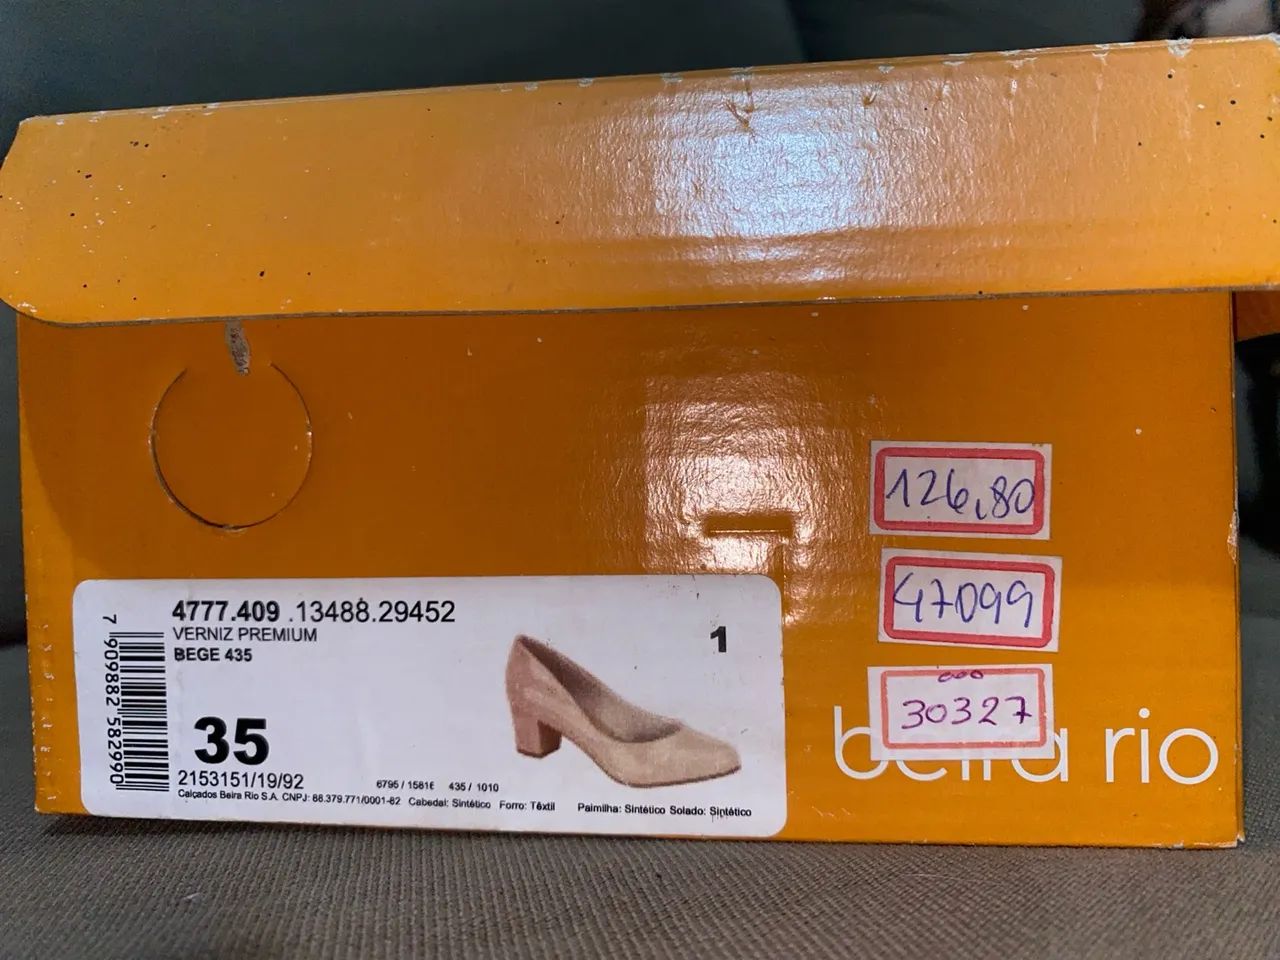 4777.409 .13488.29452
VERNIZ PREMIUM
BEGE 435
1
7 909882 582990
35
2153151/19/92
6795 / 15816 435 / 1010
Calçados Beira Rio S.A. CNPJ: 88.379.771/0001-82 Cabedal: Sintético Forro: Têxtil Palmilha: Sintético Solado: Sintético
126,80
47099
000
30327
beira rio